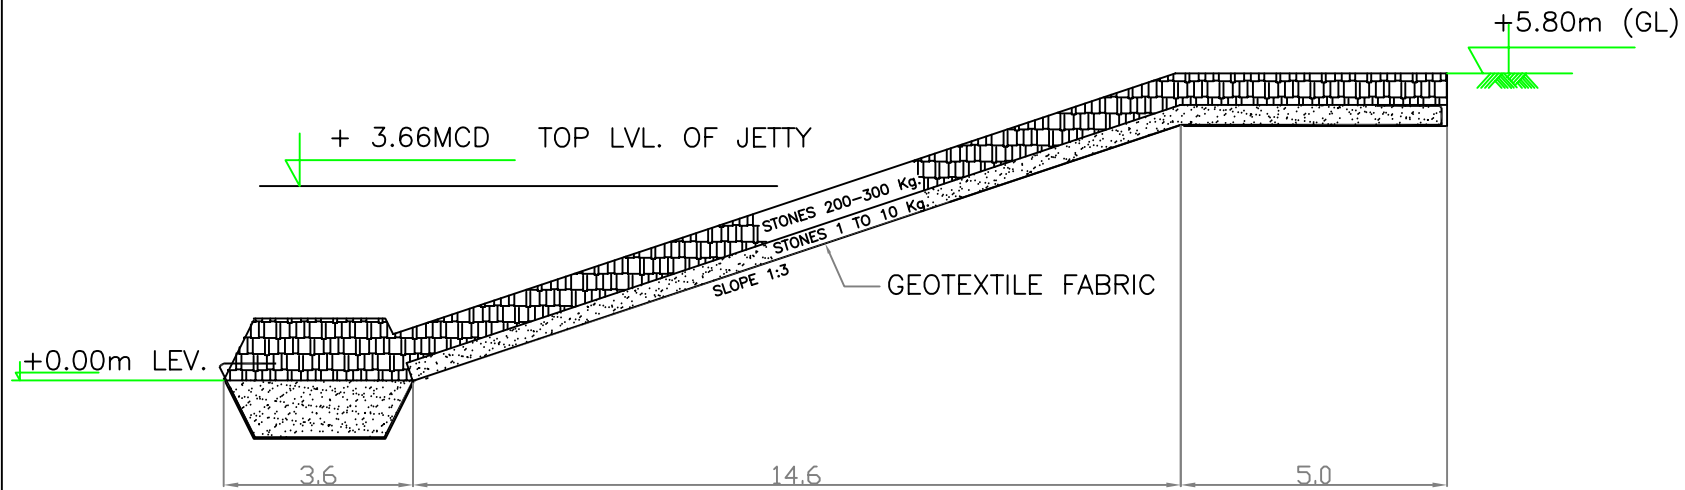 +5.80m (GL)
+ 3.66MCD TOP LVL. OF JETTY
STONES 200-300 Kg.
STONES 1 TO 10 Kg.
SLOPE 1:3
GEOTEXTILE FABRIC
+0.00m LEV.
3.6 14.6 5.0